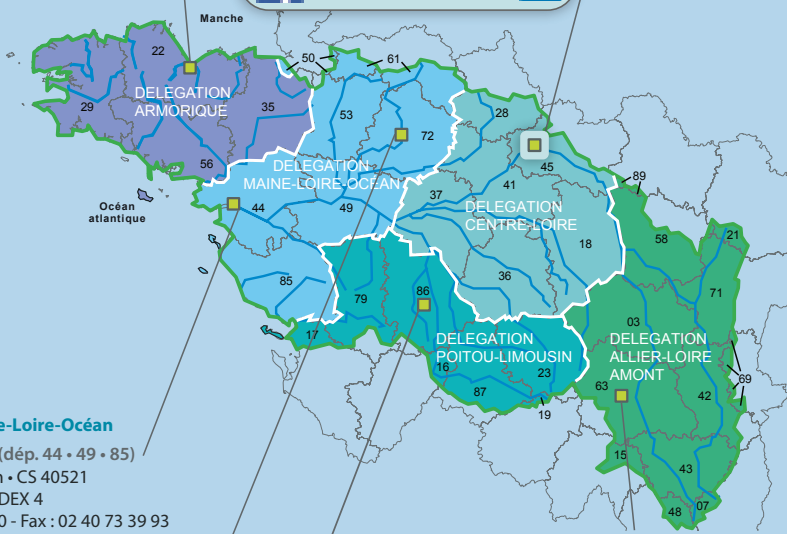 Manche
22
50
61
DELEGATION
ARMORIQUE
29
35
53
28
72
56
45
DELEGATION
MAINE-LOIRE-OCÉAN
89
41
37
Océan
atlantique
44
49
DELEGATION
CENTRE-LOIRE
18
58
21
36
85
79
86
71
17
03
DELEGATION
POITOU-LIMOUSIN
DELEGATION
ALLIER-LOIRE
AMONT
16
23
63
69
87
42
19
e-Loire-Océan
(dép. 44 • 49 • 85)
n • CS 40521
DEX 4
0 - Fax : 02 40 73 39 93
15
43
48
07